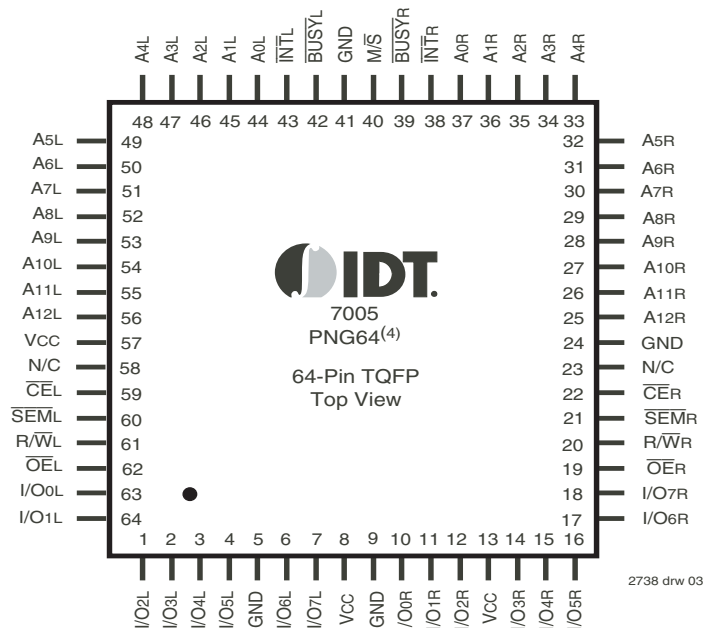 A4L A3L A2L A1L A0L INTL BUSYL GND M/S BUSYR INTR A0R A1R A2R A3R A4R
48 47 46 45 44 43 42 41 40 39 38 37 36 35 34 33
A5L 49 32 A5R
A6L 50 31 A6R
A7L 51 30 A7R
A8L 52 29 A8R
A9L 53 28 A9R
A10L 54 27 A10R
A11L 55 26 A11R
A12L 56 25 A12R
VCC 57 24 GND
N/C 58 23 N/C
CEL 59 22 CER
SEML 60 21 SEMR
R/WL 61 20 R/WR
OEL 62 19 OER
I/O0L 63 18 I/O7R
I/O1L 64 17 I/O6R
IDT.
7005
PNG64(4)
64-Pin TQFP
Top View
1 2 3 4 5 6 7 8 9 10 11 12 13 14 15 16
I/O2L I/O3L I/O4L I/O5L GND I/O6L I/O7L VCC GND I/O0R I/O1R I/O2R VCC I/O3R I/O4R I/O5R
2738 drw 03